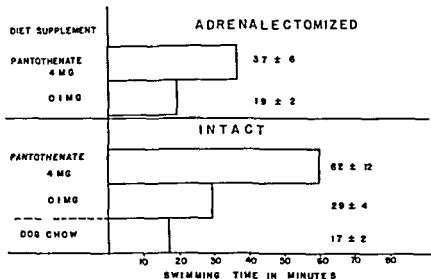 DIET SUPPLEMENT
ADRENALECTOMIZED
PANTOTHENATE
4 MG
37 ± 6
0 1 MG
19 ± 2
INTACT
PANTOTHENATE
4 MG
62 ± 12
0 1 MG
29 ± 4
DOG CHOW
17 ± 2
10 20 30 40 50 60 70 80
SWIMMING TIME IN MINUTES